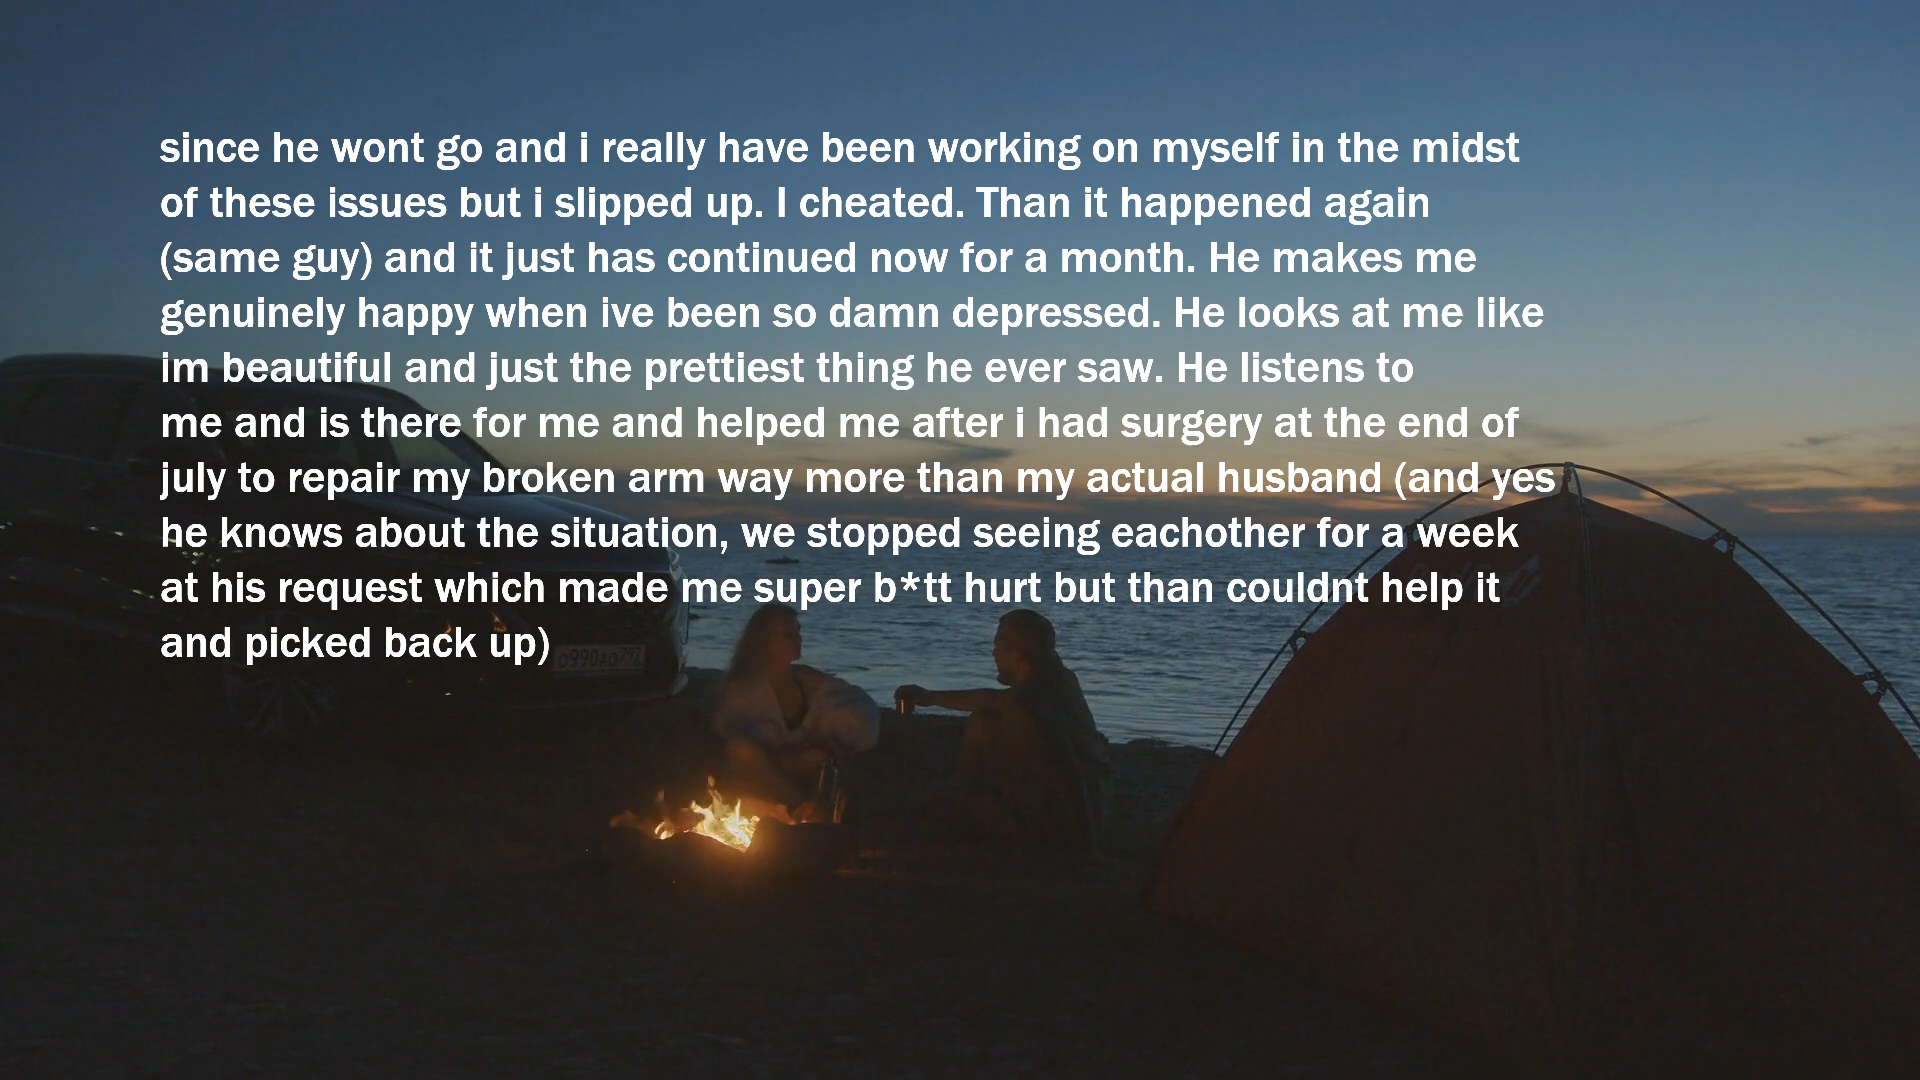 since he wont go and i really have been working on myself in the midst
of these issues but i slipped up. I cheated. Than it happened again
(same guy) and it just has continued now for a month. He makes me
genuinely happy when ive been so damn depressed. He looks at me like
im beautiful and just the prettiest thing he ever saw. He listens to
me and is there for me and helped me after i had surgery at the end of
july to repair my broken arm way more than my actual husband (and yes
he knows about the situation, we stopped seeing eachother for a week
at his request which made me super b*tt hurt but than couldnt help it
and picked back up)